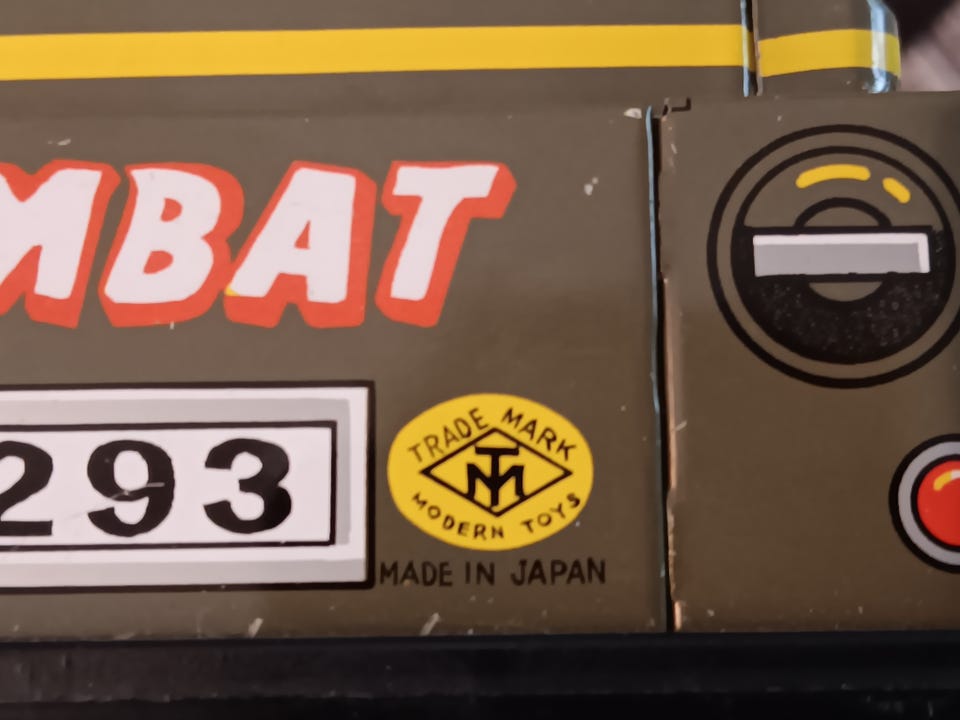 MBAT
293
TRADE MARK
TM
MODERN TOYS
MADE IN JAPAN